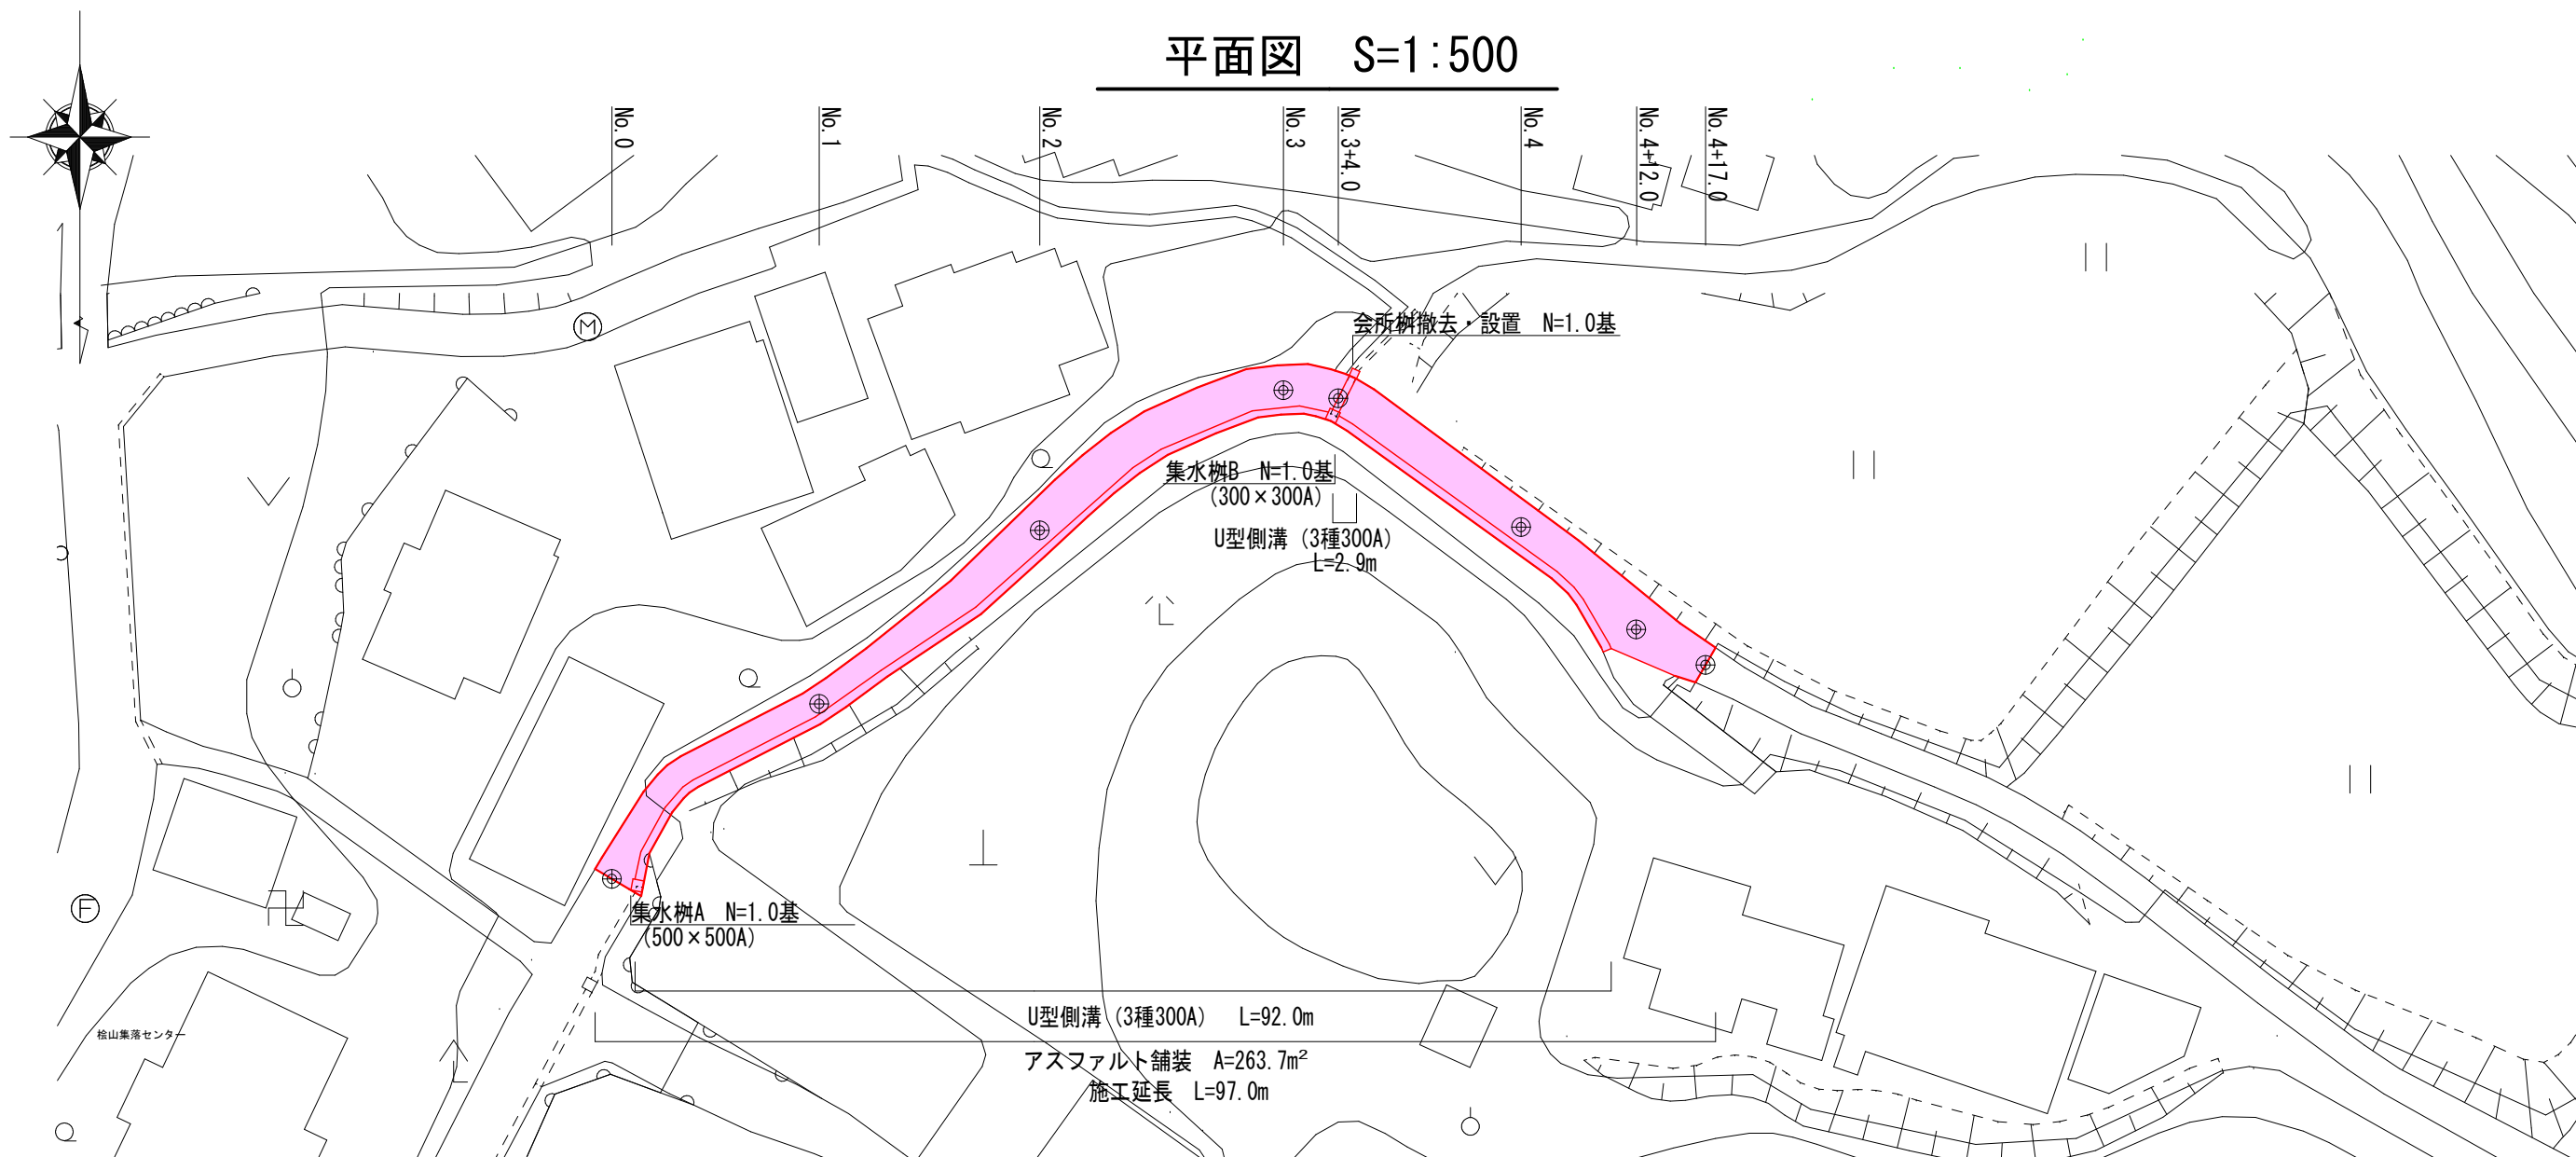 平面図　S=1:500
No.0
No.1
No.2
No.3
No.3+4.0
No.4
No.4+12.0
No.4+17.0
M
会所桝撤去・設置　N=1.0基
集水桝B　N=1.0基
(300×300A)
U型側溝 (3種300A)
L=2.9m
F
集水桝A　N=1.0基
(500×500A)
U型側溝 (3種300A)　L=92.0m
桧山集落センター
アスファルト舗装　A=263.7m²
施工延長　L=97.0m